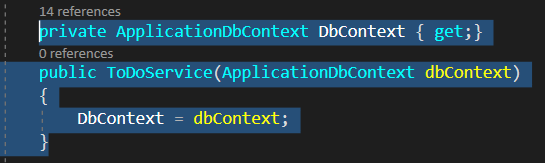 14 references
private ApplicationDbContext DbContext { get;}
0 references
public ToDoService(ApplicationDbContext dbContext)
{
DbContext = dbContext;
}